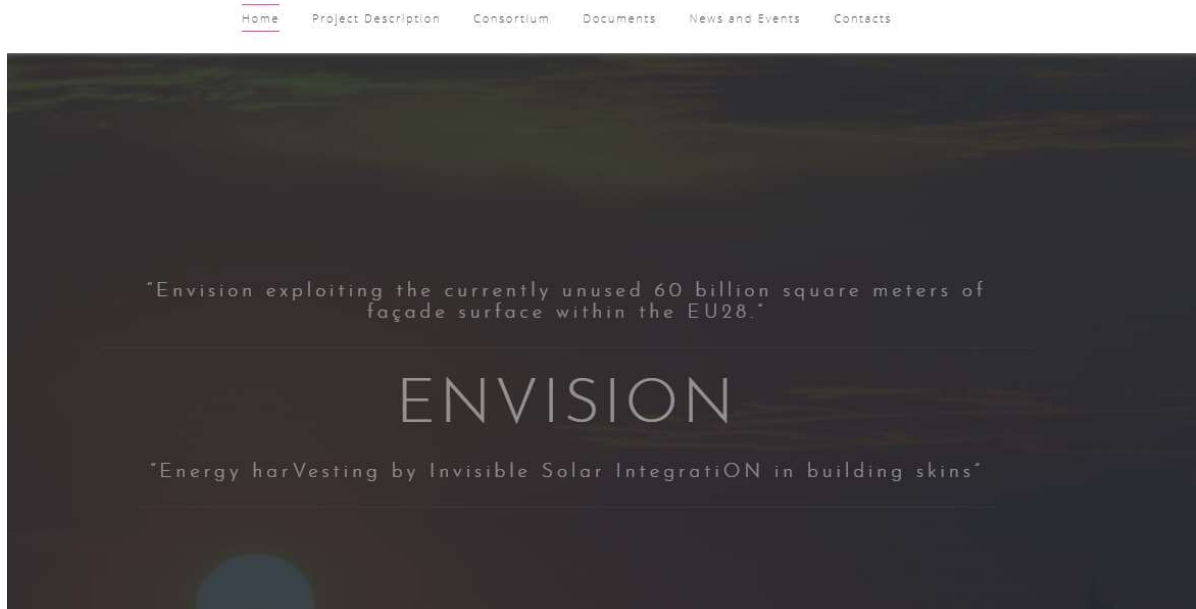 Home Project Description Consortium Documents News and Events Contacts
"Envision exploiting the currently unused 60 billion square meters of
façade surface within the EU28."
ENVISION
"Energy harVesting by Invisible Solar IntegratiON in building skins"